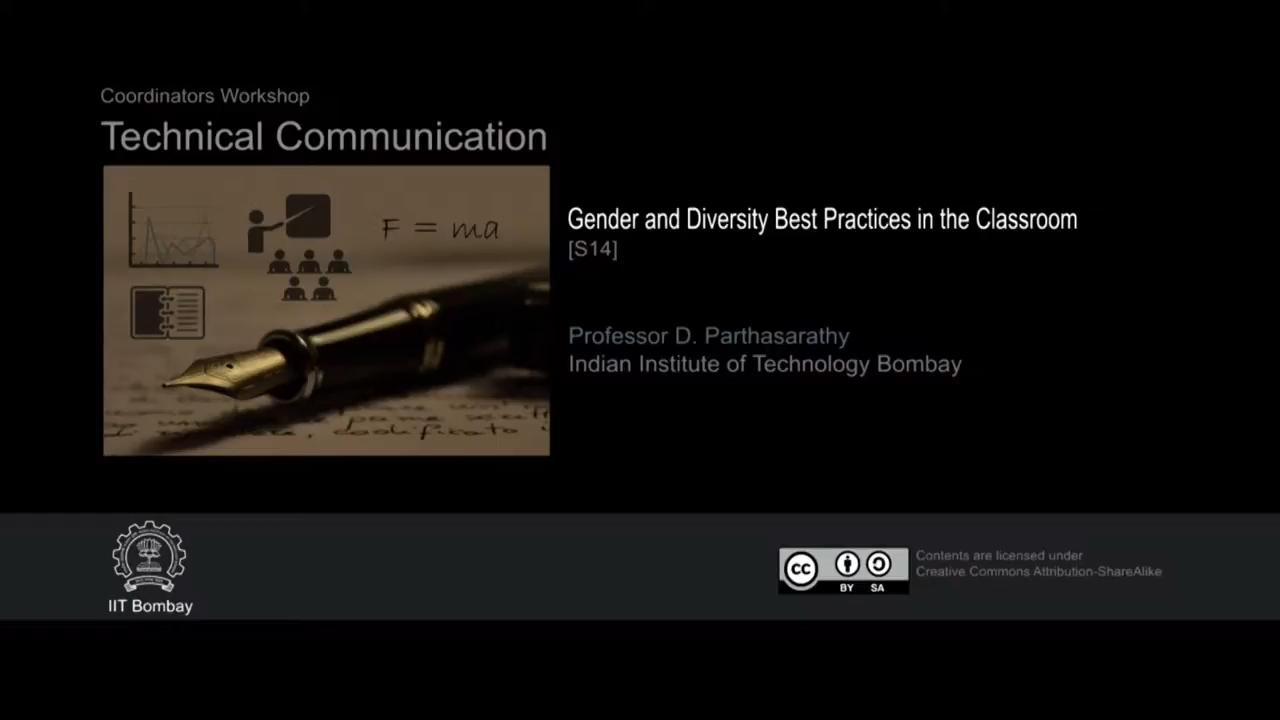 Coordinators Workshop
Technical Communication
F = ma
Gender and Diversity Best Practices in the Classroom
[S14]
Professor D. Parthasarathy
Indian Institute of Technology Bombay
IIT Bombay
cc
BY SA
Contents are licensed under
Creative Commons Attribution-ShareAlike